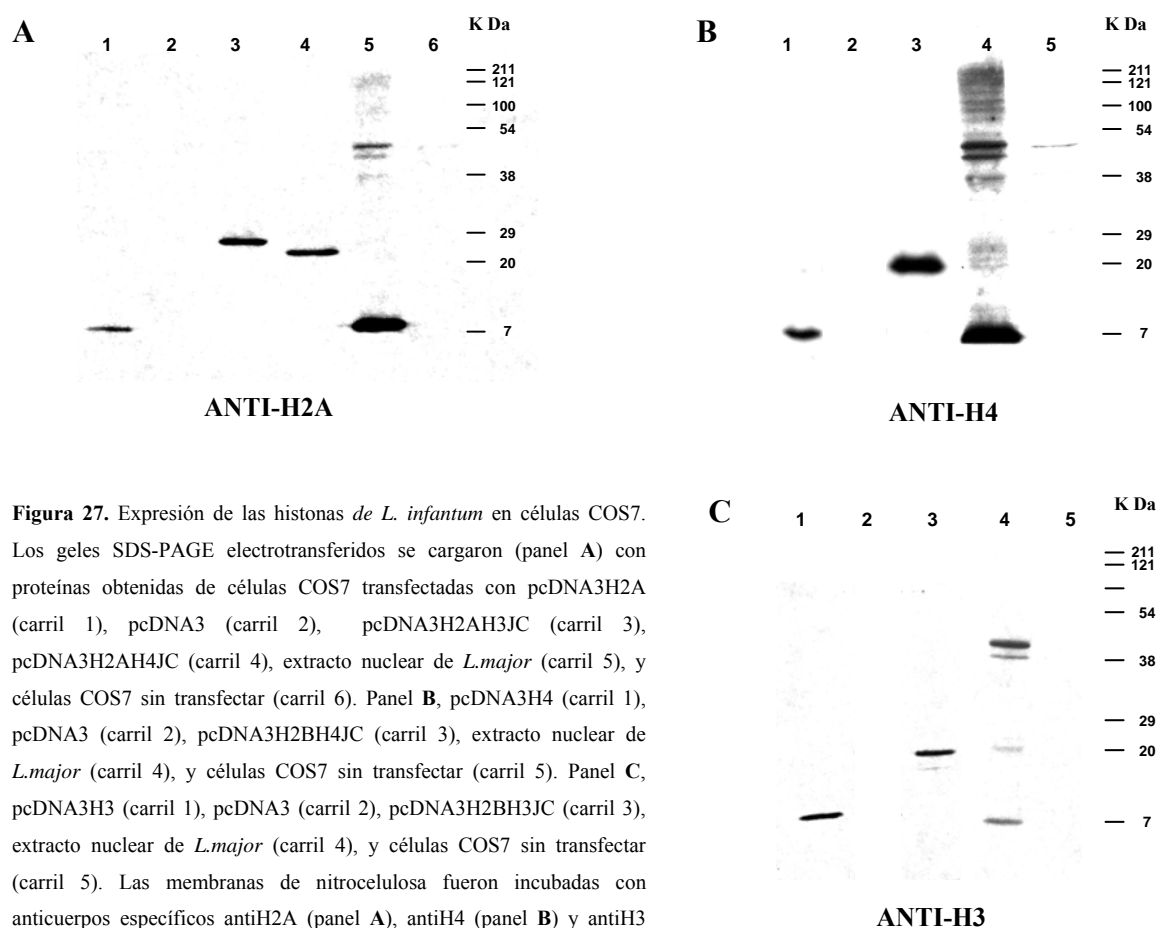 A
1 2 3 4 5 6
K Da
211
121
100
54
38
29
20
7
ANTI-H2A
B
1 2 3 4 5
K Da
211
121
100
54
38
29
20
7
ANTI-H4
Figura 27. Expresión de las histonas de L. infantum en células COS7.
Los geles SDS-PAGE electrotransferidos se cargaron (panel A) con
proteínas obtenidas de células COS7 transfectadas con pcDNA3H2A
(carril 1), pcDNA3 (carril 2), pcDNA3H2AH3JC (carril 3),
pcDNA3H2AH4JC (carril 4), extracto nuclear de L.major (carril 5), y
células COS7 sin transfectar (carril 6). Panel B, pcDNA3H4 (carril 1),
pcDNA3 (carril 2), pcDNA3H2BH4JC (carril 3), extracto nuclear de
L.major (carril 4), y células COS7 sin transfectar (carril 5). Panel C,
pcDNA3H3 (carril 1), pcDNA3 (carril 2), pcDNA3H2BH3JC (carril 3),
extracto nuclear de L.major (carril 4), y células COS7 sin transfectar
(carril 5). Las membranas de nitrocelulosa fueron incubadas con
anticuerpos específicos antiH2A (panel A), antiH4 (panel B) y antiH3
C
1 2 3 4 5
K Da
211
121
54
38
29
20
7
ANTI-H3